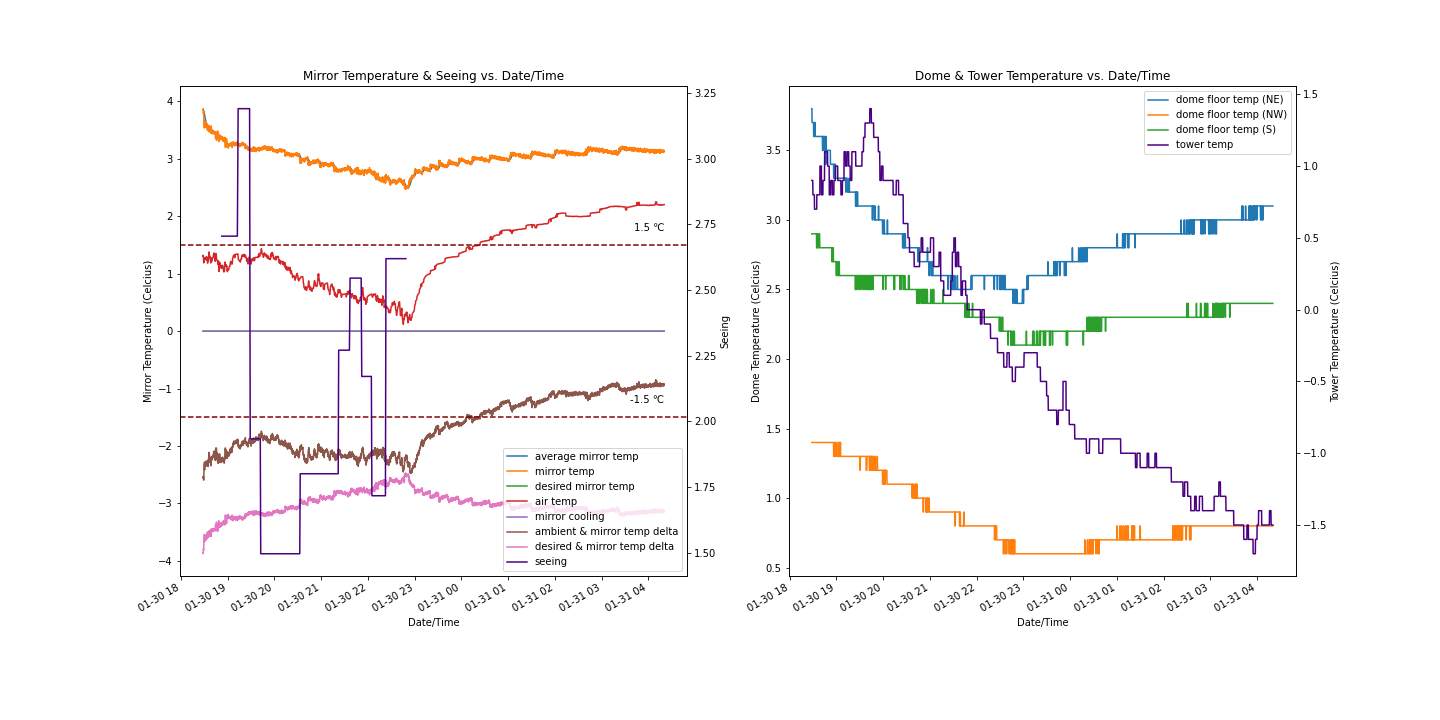 Mirror Temperature & Seeing vs. Date/Time
Mirror Temperature (Celcius)
4
3
2
1
0
−1
−2
−3
−4
3.25
3.00
2.75
2.50
2.25
2.00
1.75
1.50
Seeing
1.5 ℃
-1.5 ℃
average mirror temp
mirror temp
desired mirror temp
air temp
mirror cooling
ambient & mirror temp delta
desired & mirror temp delta
seeing
01-30 18
01-30 19
01-30 20
01-30 21
01-30 22
01-30 23
01-31 00
01-31 01
01-31 02
01-31 03
01-31 04
Date/Time
Dome & Tower Temperature vs. Date/Time
Dome Temperature (Celcius)
3.5
3.0
2.5
2.0
1.5
1.0
0.5
dome floor temp (NE)
dome floor temp (NW)
dome floor temp (S)
tower temp
1.5
1.0
0.5
0.0
−0.5
−1.0
−1.5
Tower Temperature (Celcius)
01-30 18
01-30 19
01-30 20
01-30 21
01-30 22
01-30 23
01-31 00
01-31 01
01-31 02
01-31 03
01-31 04
Date/Time